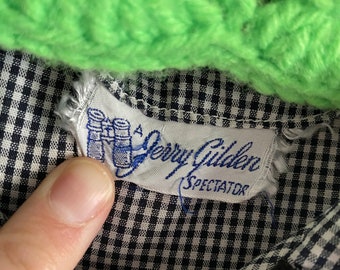 A
Jerry Gilden
SPECTATOR